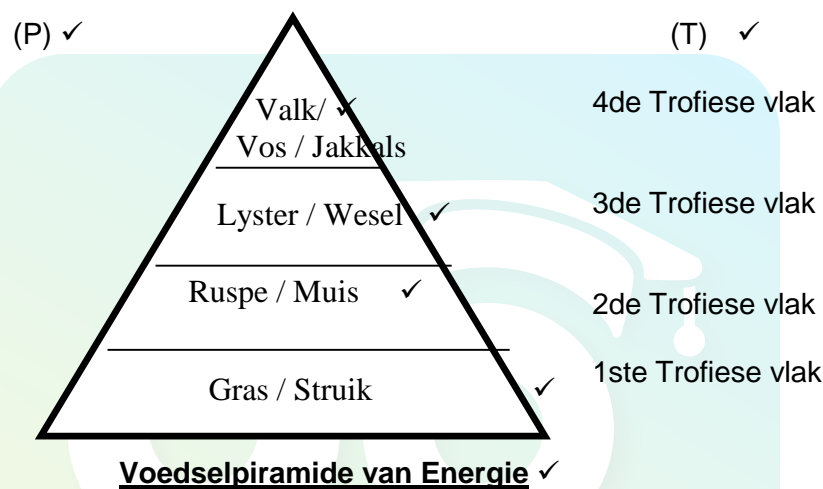 (P) ✓ (T) ✓
Valk/ ✓ 4de Trofiese vlak
Vos / Jakkals
Lyster / Wesel ✓ 3de Trofiese vlak
Ruspe / Muis ✓ 2de Trofiese vlak
Gras / Struik ✓ 1ste Trofiese vlak
Voedselpiramide van Energie ✓